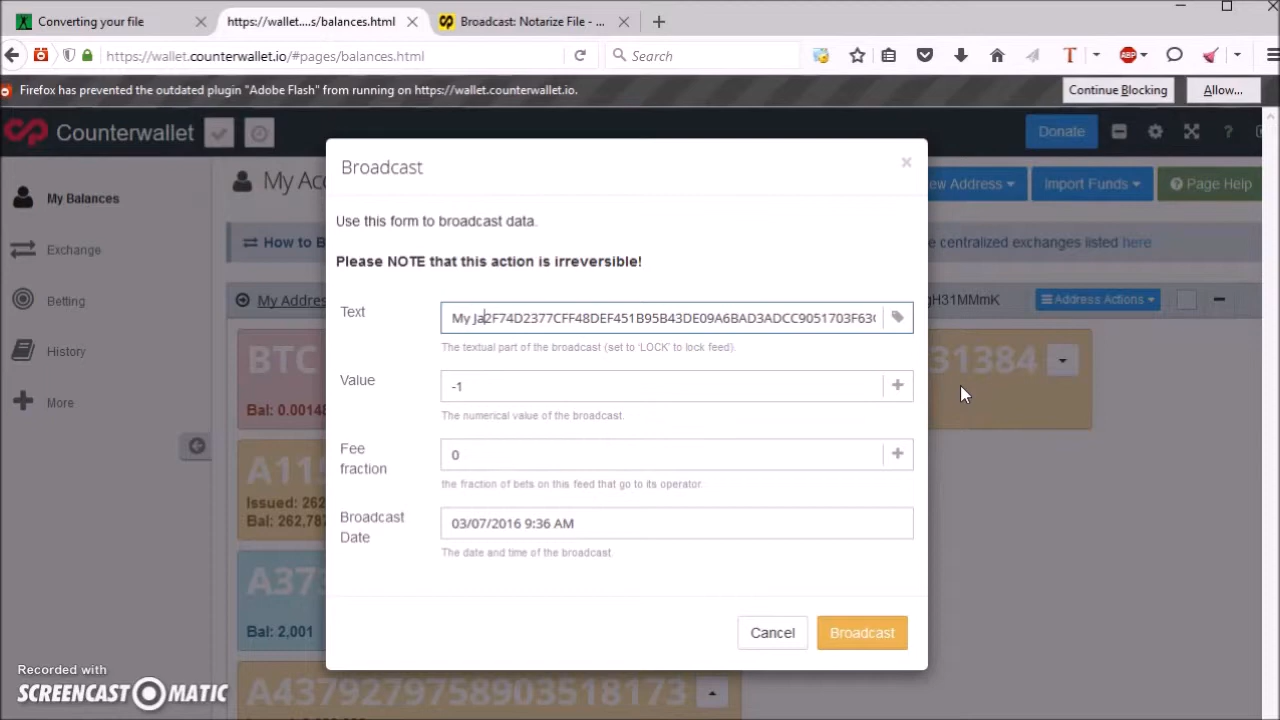 Converting your file
https://wallet....s/balances.html
Broadcast: Notarize File - ...
https://wallet.counterwallet.io/#pages/balances.html
Search
Firefox has prevented the outdated plugin "Adobe Flash" from running on https://wallet.counterwallet.io.
Continue Blocking
Allow...
Counterwallet
Donate
My Balances
Exchange
Betting
History
More
My Acc
ew Address
Import Funds
Page Help
How to B
e centralized exchanges listed here
My Addres
gH31MMmK
Address Actions
BTC
Bal: 0.00148
31384
A115
Issued: 262
Bal: 262,787
A373
Bal: 2,001
A4379279758903518173
Broadcast
Use this form to broadcast data.
Please NOTE that this action is irreversible!
Text
My Ja2F74D2377CFF48DEF451B95B43DE09A6BAD3ADCC9051703F63
The textual part of the broadcast (set to 'LOCK' to lock feed).
Value
-1
The numerical value of the broadcast.
Fee
fraction
0
the fraction of bets on this feed that go to its operator.
Broadcast
Date
03/07/2016 9:36 AM
The date and time of the broadcast.
Cancel
Broadcast
Recorded with
SCREENCAST-O-MATIC